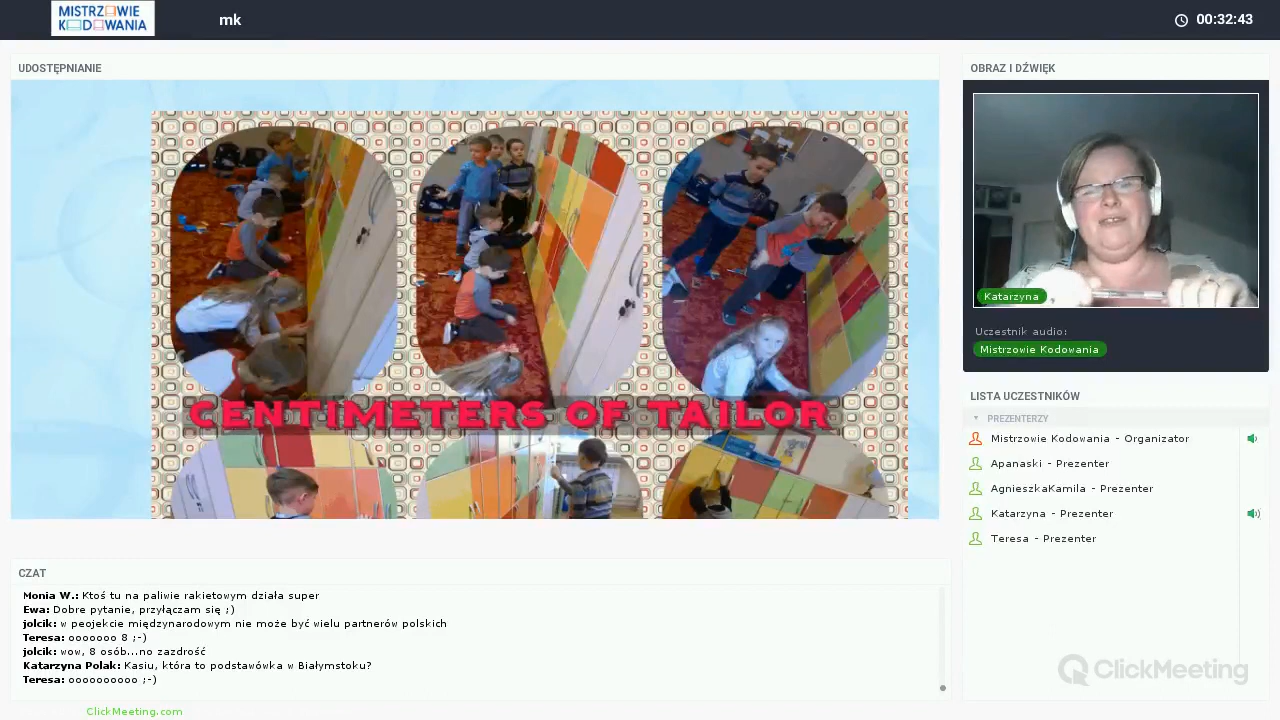 MISTRZOWIE
KODOWANIA
mk
00:32:43
UDOSTĘPNIANIE
CENTIMETERS OF TAILOR
OBRAZ I DŹWIĘK
Katarzyna
Uczestnik audio:
Mistrzowie Kodowania
LISTA UCZESTNIKÓW
PREZENTERZY
Mistrzowie Kodowania - Organizator
Apanaski - Prezenter
AgnieszkaKamila - Prezenter
Katarzyna - Prezenter
Teresa - Prezenter
ClickMeeting
CZAT
Monia W.: Ktoś tu na paliwie rakietowym działa super
Ewa: Dobre pytanie, przyłączam się ;)
jolcik: w peojekcie międzynarodowym nie może być wielu partnerów polskich
Teresa: ooooooo 8 ;-)
jolcik: wow, 8 osób...no zazdrość
Katarzyna Polak: Kasiu, która to podstawówka w Białymstoku?
Teresa: oooooooooo ;-)
ClickMeeting.com